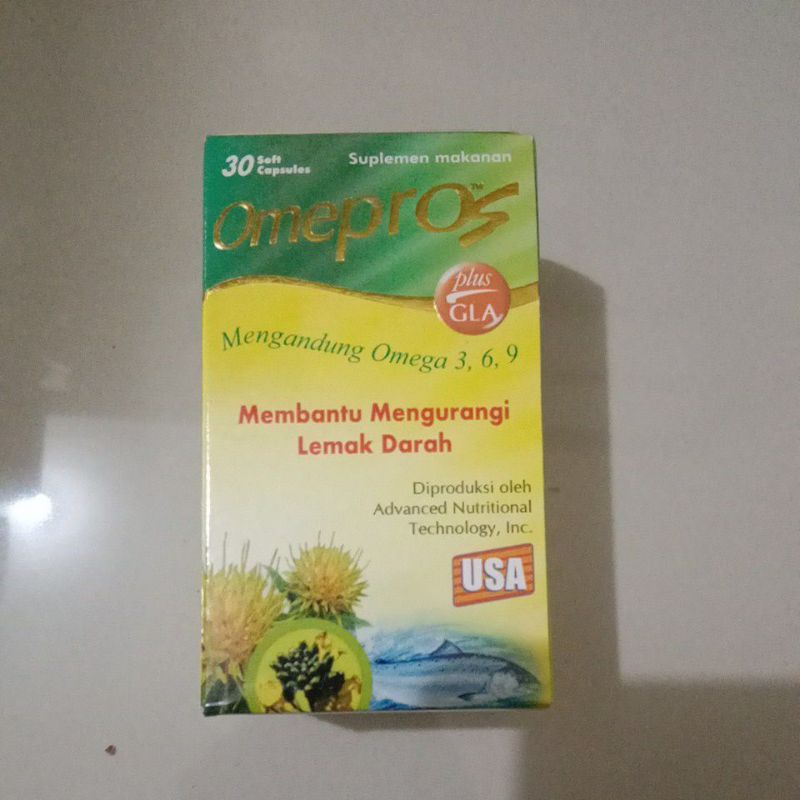 30 Soft Capsules
Suplemen makanan
Omepros™
plus
GLA
Mengandung Omega 3, 6, 9
Membantu Mengurangi
Lemak Darah
Diproduksi oleh
Advanced Nutritional
Technology, Inc.
USA